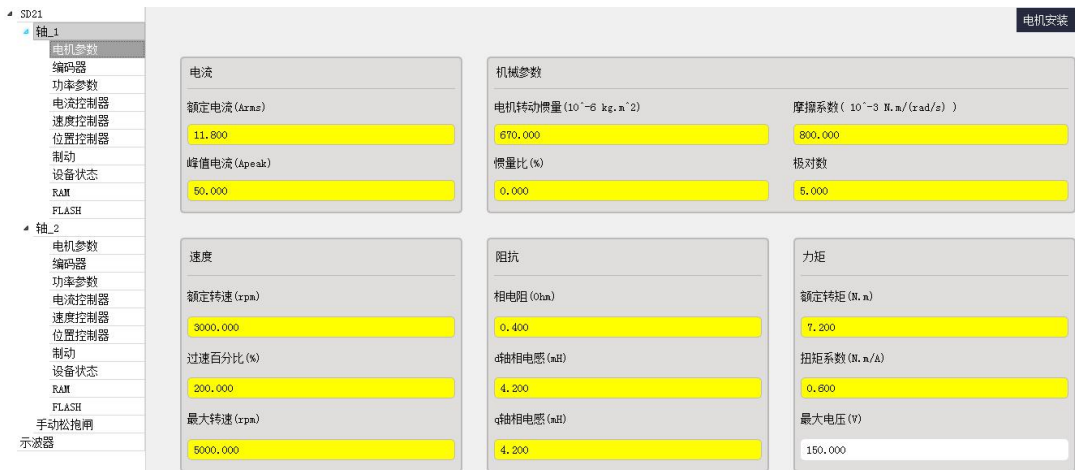 SD21
轴_1
电机参数
编码器
功率参数
电流控制器
速度控制器
位置控制器
制动
设备状态
RAM
FLASH
轴_2
电机参数
编码器
功率参数
电流控制器
速度控制器
位置控制器
制动
设备状态
RAM
FLASH
手动松抱闸
示波器
电机安装
电流
额定电流(Arms)
11.800
峰值电流(Apeak)
50.000
机械参数
电机转动惯量(10^-6 kg.m^2)
670.000
惯量比(%)
0.000
摩擦系数( 10^-3 N.m/(rad/s) )
800.000
极对数
5.000
速度
额定转速(rpm)
3000.000
过速百分比(%)
200.000
最大转速(rpm)
5000.000
阻抗
相电阻(Ohm)
0.400
d轴相电感(mH)
4.200
q轴相电感(mH)
4.200
力矩
额定转矩(N.m)
7.200
扭矩系数(N.m/A)
0.600
最大电压(V)
150.000